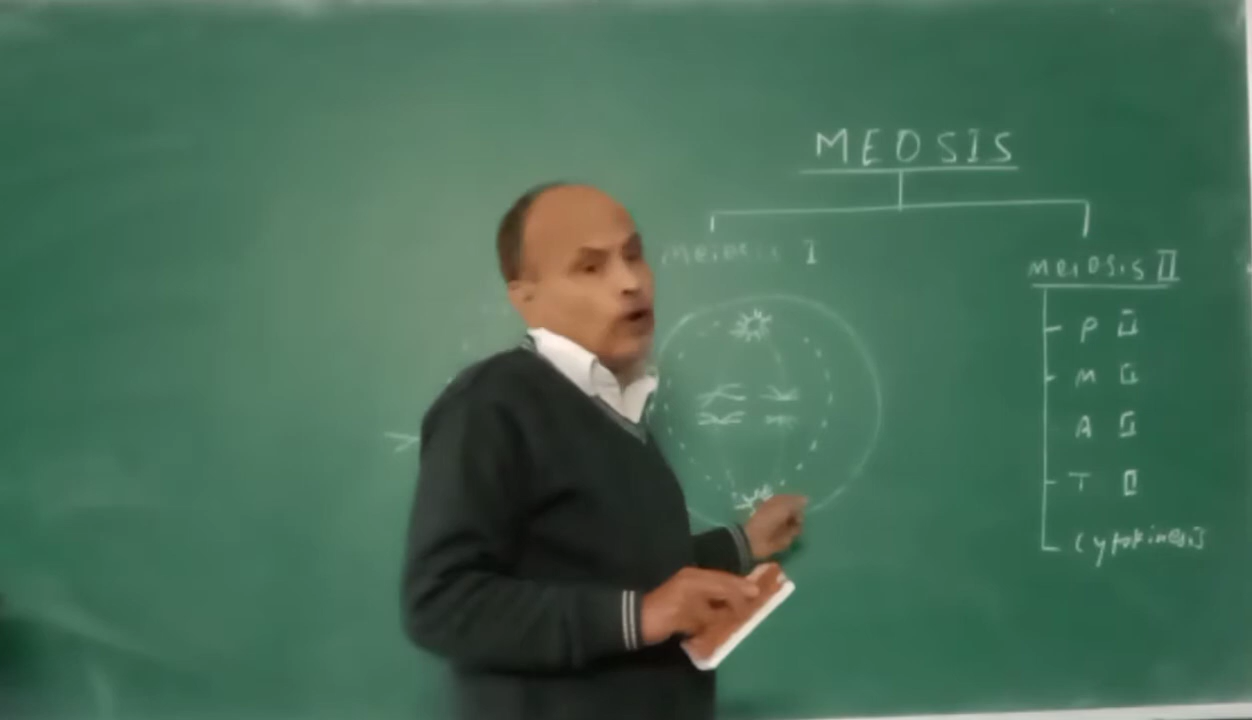 MEOSIS
meiosis I
meiosis II
P II
M II
A II
T II
Cytokinesis